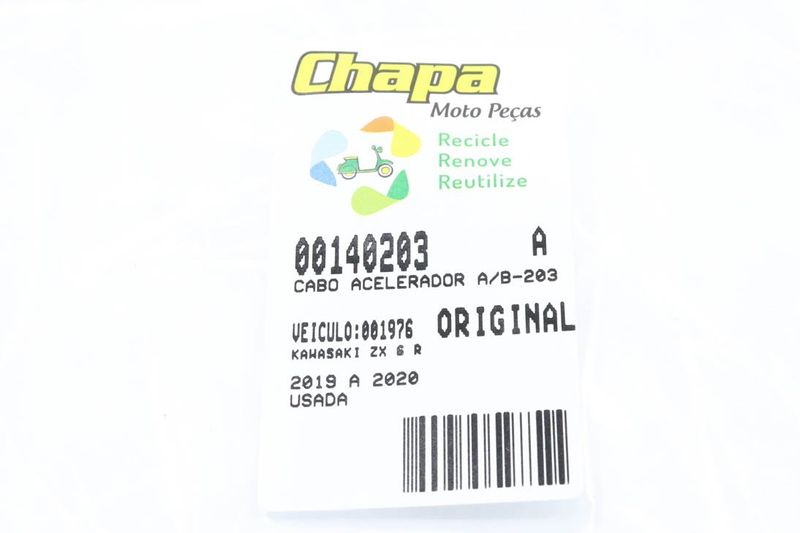 Chapa
Moto Peças
Recicle
Renove
Reutilize
00140203 A
CABO ACELERADOR A/B-203
VEICULO:001976 ORIGINAL
KAWASAKI ZX 6 R
2019 A 2020
USADA